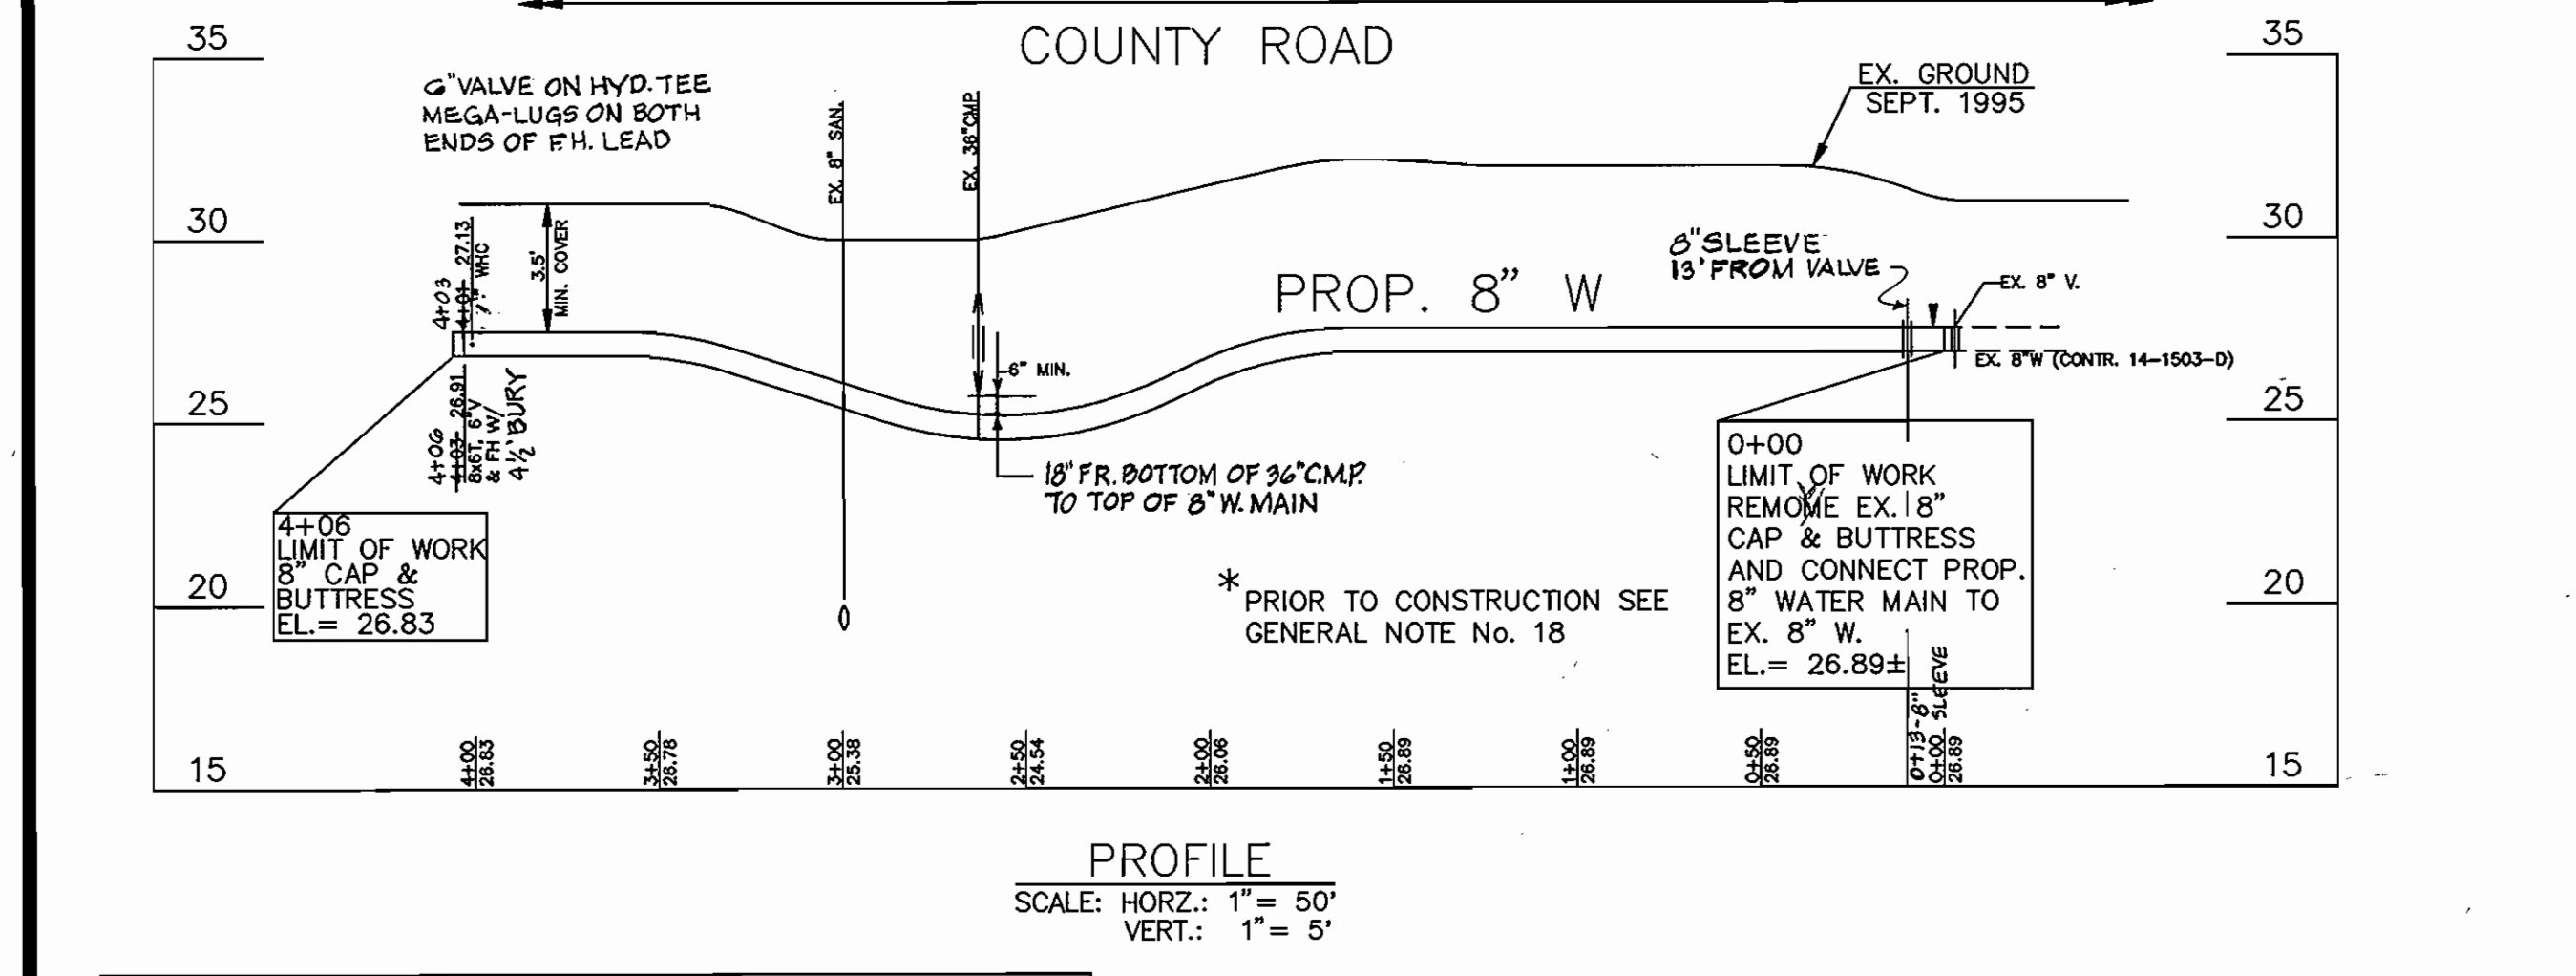 COUNTY ROAD
35
35
6" VALVE ON HYD. TEE
MEGA-LUGS ON BOTH
ENDS OF F.H. LEAD
EX. 8" SAN.
EX. 36"CMP
EX. GROUND
SEPT. 1995
30
30
4+03
4+01 27.13
1" WHC
3.5'
MIN. COVER
PROP. 8" W
8" SLEEVE
13' FROM VALVE
EX. 8" V.
EX. 8"W (CONTR. 14-1503-D)
6" MIN.
25
25
4+06
4+03 26.91
8x6T, 6"V
& FH W/
4½' BURY
18" FR. BOTTOM OF 36" C.M.P.
TO TOP OF 8" W. MAIN
4+06
LIMIT OF WORK
8" CAP &
BUTTRESS
EL.= 26.83
0+00
LIMIT OF WORK
REMOVE EX. 8"
CAP & BUTTRESS
AND CONNECT PROP.
8" WATER MAIN TO
EX. 8" W.
EL.= 26.89±
20
20
* PRIOR TO CONSTRUCTION SEE
GENERAL NOTE No. 18
15
15
4+00
26.83
3+50
26.78
3+00
25.38
2+50
24.54
2+00
26.06
1+50
26.89
1+00
26.89
0+50
26.89
0+13-8"
SLEEVE
0+00
26.89
PROFILE
SCALE: HORZ.: 1"= 50'
VERT.: 1"= 5'